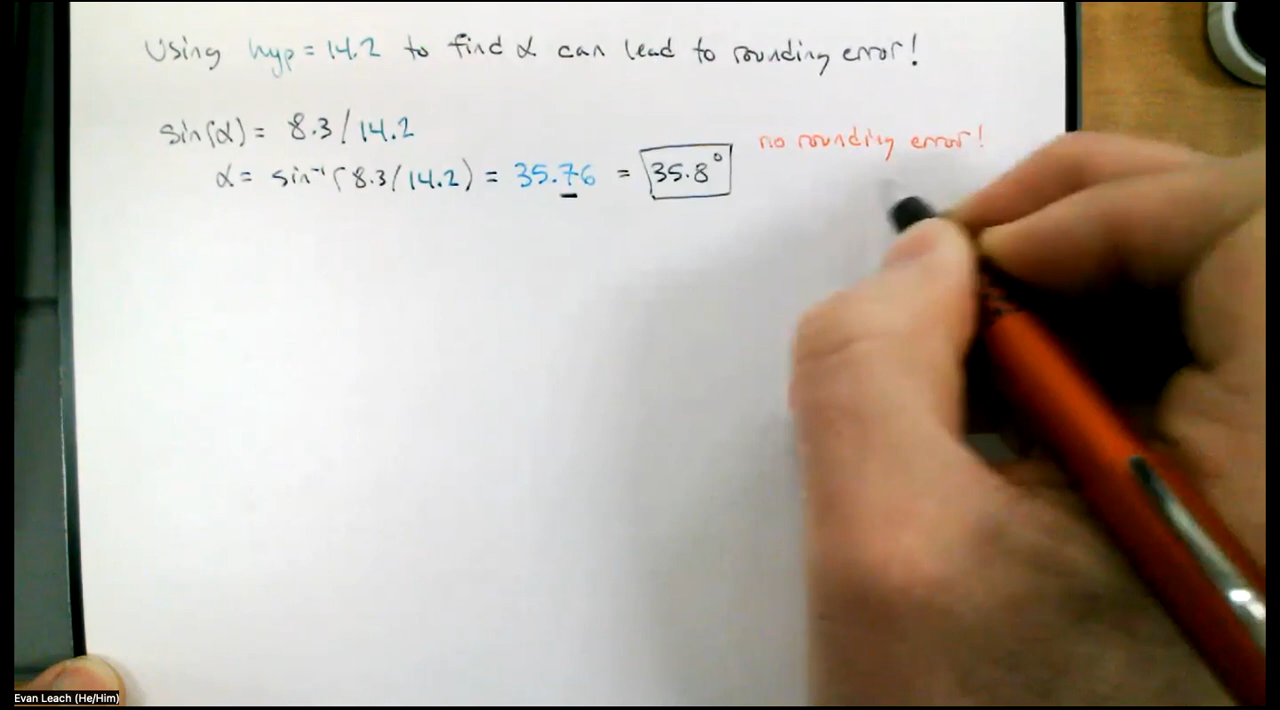 Using hyp = 14.2 to find α can lead to rounding error!
sin(α) = 8.3/14.2
no rounding error!
α = sin⁻¹(8.3/14.2) = 35.76 = 35.8°
Evan Leach (He/Him)